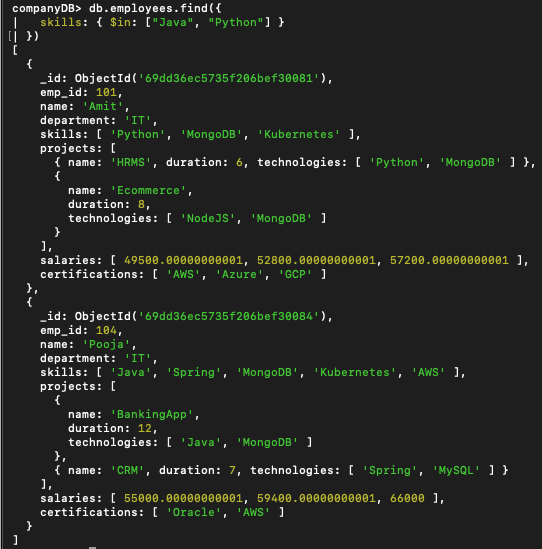 companyDB> db.employees.find({
|   skills: { $in: ["Java", "Python"] }
[| })
[
  {
    _id: ObjectId('69dd36ec5735f206bef30081'),
    emp_id: 101,
    name: 'Amit',
    department: 'IT',
    skills: [ 'Python', 'MongoDB', 'Kubernetes' ],
    projects: [
      { name: 'HRMS', duration: 6, technologies: [ 'Python', 'MongoDB' ] },
      {
        name: 'Ecommerce',
        duration: 8,
        technologies: [ 'NodeJS', 'MongoDB' ]
      }
    ],
    salaries: [ 49500.00000000001, 52800.00000000001, 57200.00000000001 ],
    certifications: [ 'AWS', 'Azure', 'GCP' ]
  },
  {
    _id: ObjectId('69dd36ec5735f206bef30084'),
    emp_id: 104,
    name: 'Pooja',
    department: 'IT',
    skills: [ 'Java', 'Spring', 'MongoDB', 'Kubernetes', 'AWS' ],
    projects: [
      {
        name: 'BankingApp',
        duration: 12,
        technologies: [ 'Java', 'MongoDB' ]
      },
      { name: 'CRM', duration: 7, technologies: [ 'Spring', 'MySQL' ] }
    ],
    salaries: [ 55000.00000000001, 59400.00000000001, 66000 ],
    certifications: [ 'Oracle', 'AWS' ]
  }
]